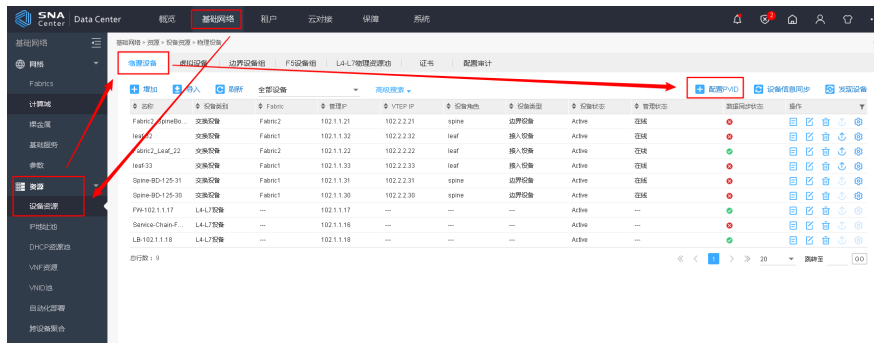 SNA Center Data Center 概览 基础网络 租户 云对接 保障 系统 2
基础网络 基础网络 > 资源 > 设备资源 > 物理设备
网络
Fabrics
计算域
裸金属
基础服务
参数
资源
设备资源
IP地址池
DHCP资源池
VNF资源
VNID池
自动化部署
跨设备聚合
物理设备 虚拟设备 边界设备组 F5设备组 L4-L7物理资源池 证书 配置审计
增加 导入 刷新 全部设备 高级搜索 配置PVID 设备信息同步 发现设备
名称 设备类别 Fabric 管理IP VTEP IP 设备角色 设备类型 设备状态 管理状态 数据同步状态 操作
Fabric2_SpineBo... 交换设备 Fabric2 102.1.1.21 102.2.2.21 spine 边界设备 Active 在线
leaf-32 交换设备 Fabric1 102.1.1.32 102.2.2.32 leaf 接入设备 Active 在线
Fabric2_Leaf_22 交换设备 Fabric2 102.1.1.22 102.2.2.22 leaf 接入设备 Active 在线
leaf-33 交换设备 Fabric1 102.1.1.33 102.2.2.33 leaf 接入设备 Active 在线
Spine-BD-125-31 交换设备 Fabric1 102.1.1.31 102.2.2.31 spine 边界设备 Active 在线
Spine-BD-125-30 交换设备 Fabric1 102.1.1.30 102.2.2.30 spine 边界设备 Active 在线
FW-102.1.1.17 L4-L7设备 --- 102.1.1.17 --- --- --- Active ---
Service-Chain-F... L4-L7设备 --- 102.1.1.16 --- --- --- Active ---
LB-102.1.1.18 L4-L7设备 --- 102.1.1.18 --- --- --- Active ---
总行数：9 1 20 跳转至 GO